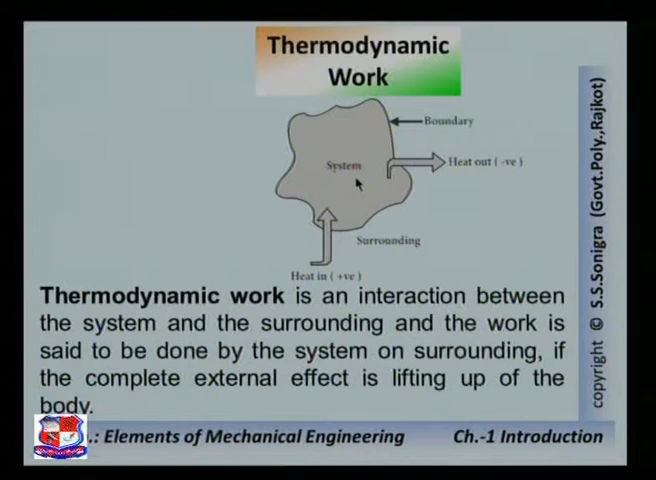 Thermodynamic
Work
Boundary
System
Heat out ( -ve )
Surrounding
Heat in ( +ve )
Thermodynamic work is an interaction between
the system and the surrounding and the work is
said to be done by the system on surrounding, if
the complete external effect is lifting up of the
body.
.: Elements of Mechanical Engineering
Ch.-1 Introduction
copyright © S.S.Sonigra (Govt.Poly.,Rajkot)